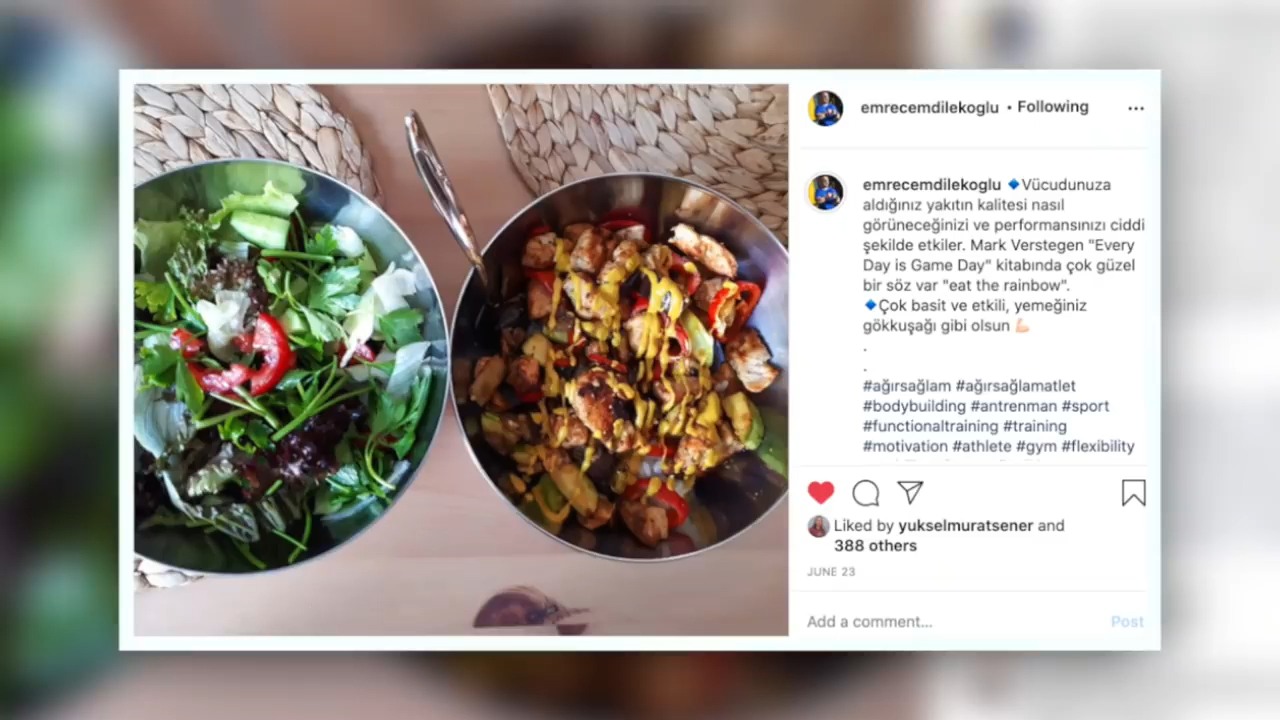 emrecemdilekoglu • Following
emrecemdilekoglu 🔹Vücudunuza
aldığınız yakıtın kalitesi nasıl
görüneceğinizi ve performansınızı ciddi
şekilde etkiler. Mark Verstegen "Every
Day is Game Day" kitabında çok güzel
bir söz var "eat the rainbow".
🔹Çok basit ve etkili, yemeğiniz
gökkuşağı gibi olsun 💪🏻
.
.
#ağırsağlam #ağırsağlamatlet
#bodybuilding #antrenman #sport
#functionaltraining #training
#motivation #athlete #gym #flexibility
Liked by yukselmuratsener and
388 others
JUNE 23
Add a comment... Post